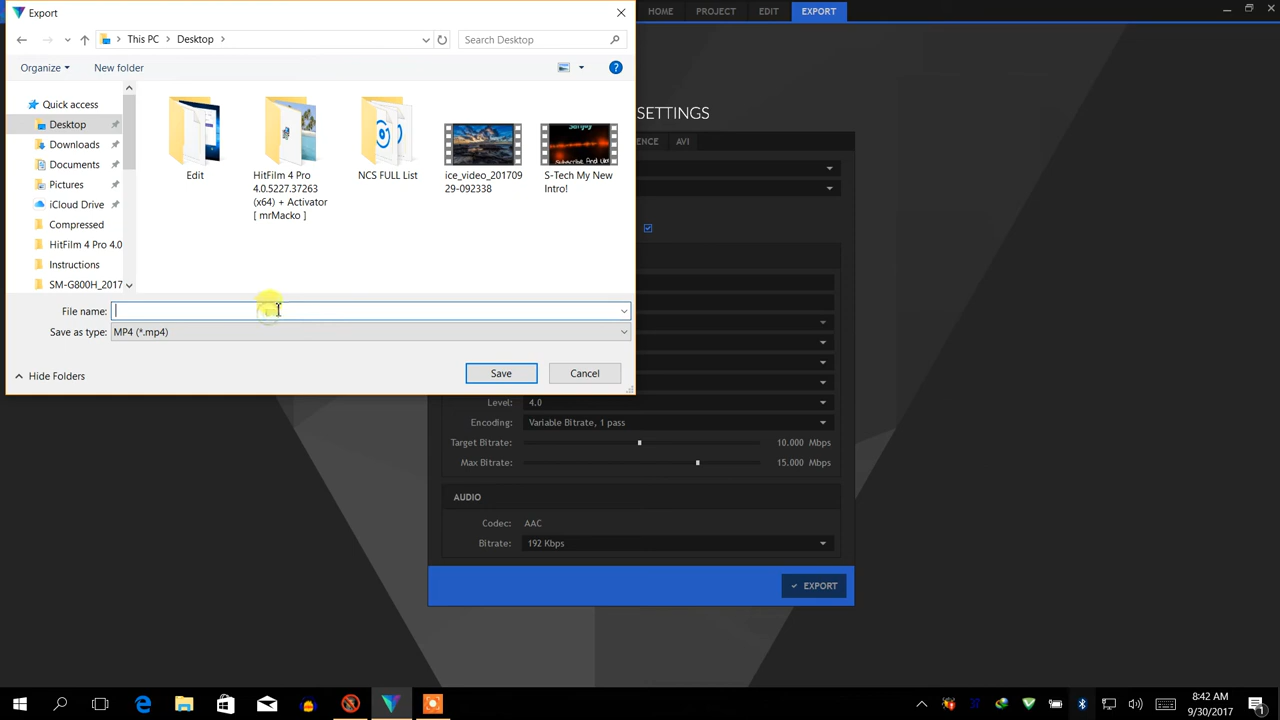 Export
HOME
PROJECT
EDIT
EXPORT
This PC
Desktop
Search Desktop
Organize
New folder
Quick access
Desktop
Downloads
Documents
Pictures
iCloud Drive
Compressed
HitFilm 4 Pro 4.0
Instructions
SM-G800H_2017
Edit
HitFilm 4 Pro
4.0.5227.37263
(x64) + Activator
[ mrMacko ]
NCS FULL List
ice_video_201709
29-092338
Subscribe And
S-Tech My New
Intro!
File name:
Save as type:
MP4 (*.mp4)
Hide Folders
Save
Cancel
SETTINGS
ENCE
AVI
Level:
4.0
Encoding:
Variable Bitrate, 1 pass
Target Bitrate:
10.000 Mbps
Max Bitrate:
15.000 Mbps
AUDIO
Codec:
AAC
Bitrate:
192 Kbps
EXPORT
8:42 AM
9/30/2017